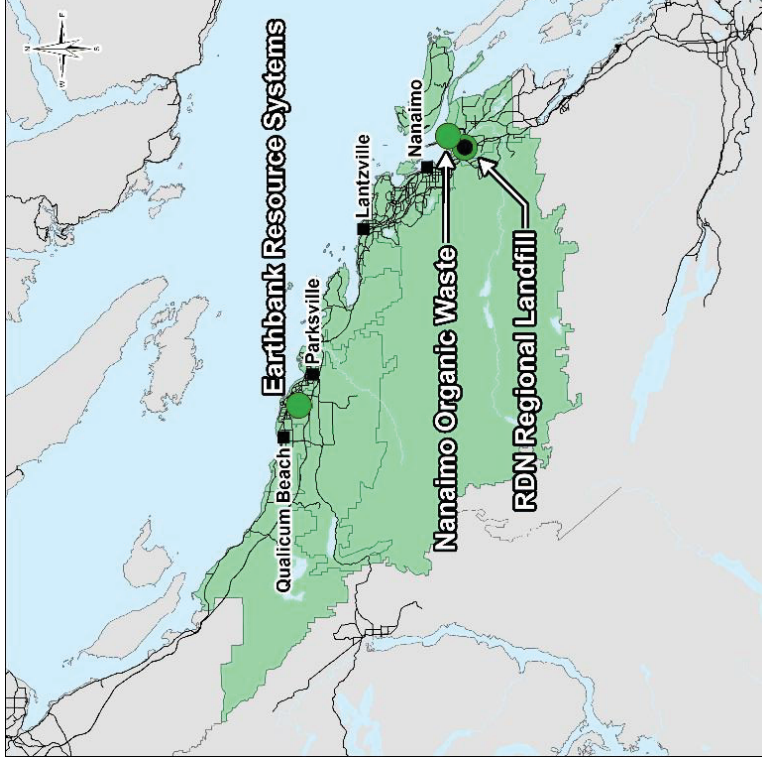 N
W E
S
Earthbank Resource Systems
Qualicum Beach
Parksville
Lantzville
Nanaimo
Nanaimo Organic Waste
RDN Regional Landfill